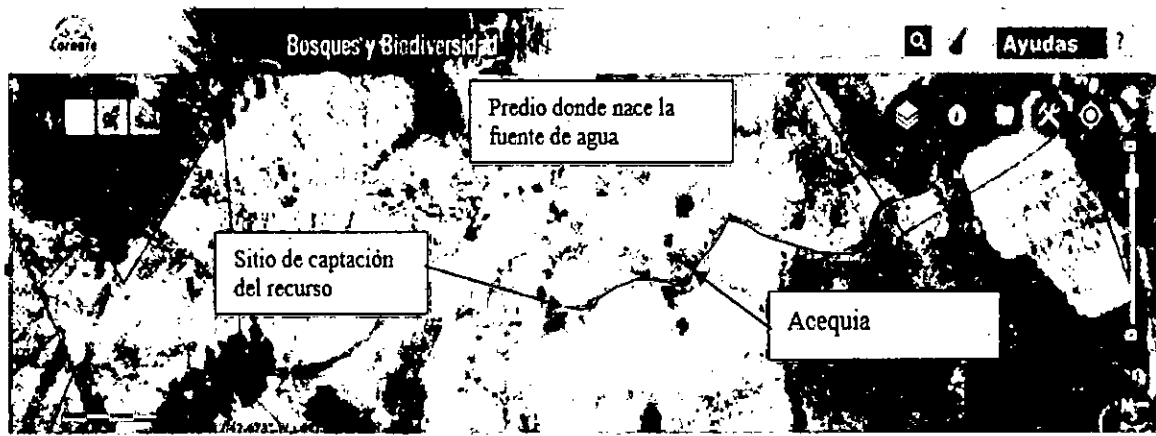 Cornare
Bosques y Biodiversidad
Ayudas ?
Predio donde nace la
fuente de agua
Sitio de captación
del recurso
Acequia